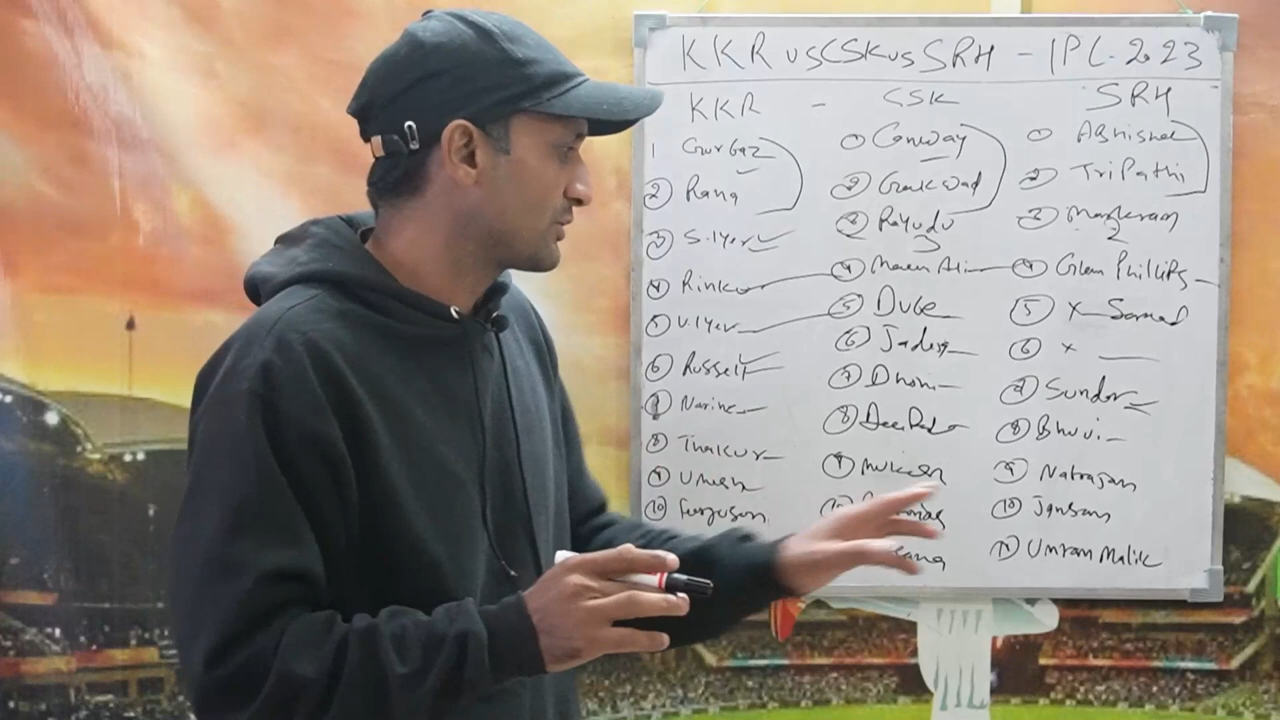 KKR vs CSK vs SRH - IPL-2023
KKR - CSK SRH
1 Gurbaz
② Rana
③ S.Iyer
④ Rinku
⑤ V.Iyer
⑥ Russell
⑦ Narine
⑧ Thakur
⑨ Umesh
⑩ Ferguson
① Conway
② Gaikwad
③ Rayudu
④ Moeen Ali
⑤ Dube
⑥ Jadeja
⑦ Dhoni
⑧ Deepak
⑨ Mukesh
① Abhishek
② TriPathi
③ Markram
2
④ Glen Phillips
⑤ x Samad
⑥ x
⑦ Sundar
⑧ Bhuvi
⑨ Natrajan
⑩ Jansan
⑪ Umran Malik